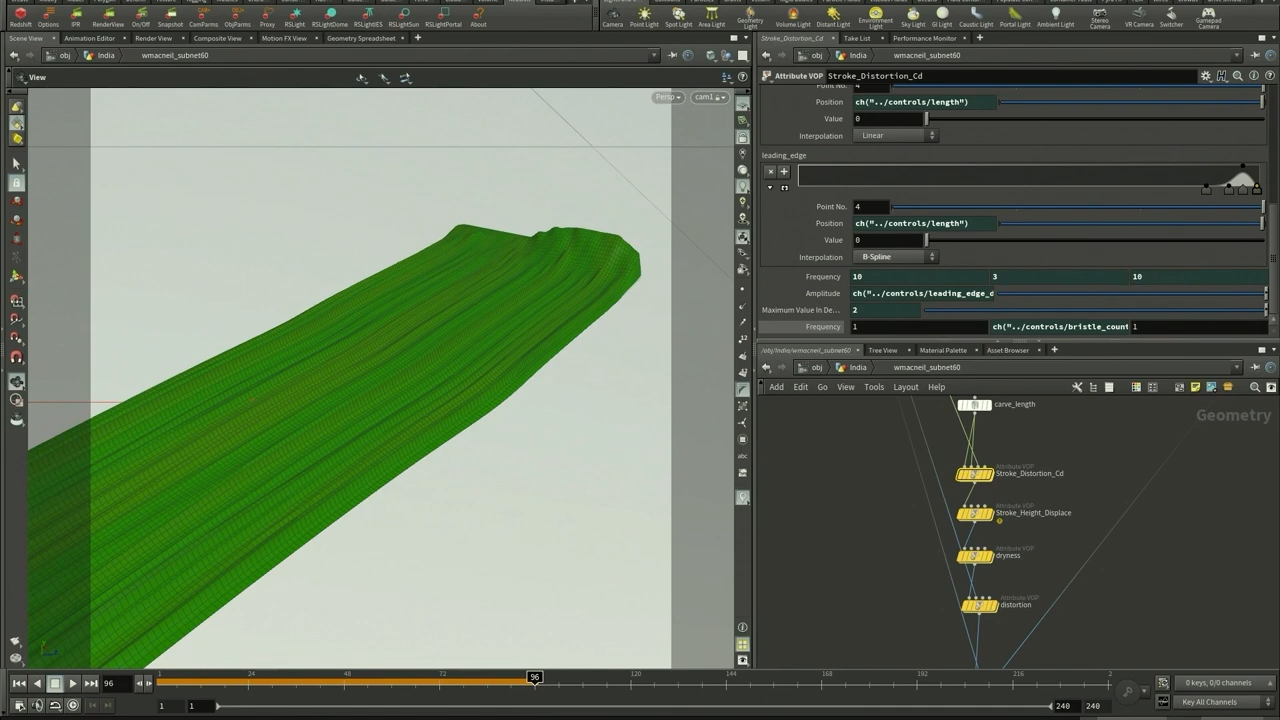 Redshift IPR RenderView On/Off Snapshot CamParms ObjParms Proxy RSLight RSLightDome RSLightIES RSLightSun RSLightPortal About
Camera Point Light Spot Light Area Light Geometry Light Volume Light Distant Light Environment Light Sky Light GI Light Caustic Light Portal Light Ambient Light Stereo Camera VR Camera Switcher Gamepad Camera
Scene View Animation Editor Render View Composite View Motion FX View Geometry Spreadsheet
Stroke_Distortion_Cd Take List Performance Monitor
obj India wmacneil_subnet60
obj India wmacneil_subnet60
View
Attribute VOP Stroke_Distortion_Cd
Persp cam1
Point No. 4
Position ch("../controls/length")
Value 0
Interpolation Linear
leading_edge
Point No. 4
Position ch("../controls/length")
Value 0
Interpolation B-Spline
Frequency 10 3 10
Amplitude ch("../controls/leading_edge_d
Maximum Value In De... 2
Frequency 1 ch("../controls/bristle_count 1
/obj/India/wmacneil_subnet60 Tree View Material Palette Asset Browser
obj India wmacneil_subnet60
Add Edit Go View Tools Layout Help
Geometry
carve_length
Attribute VOP
Stroke_Distortion_Cd
Attribute VOP
Stroke_Height_Displace
Attribute VOP
dryness
Attribute VOP
distortion
abc
96 1 24 48 72 96 120 144 168 192 216 2
0 keys, 0/0 channels
1 1 240 240
Key All Channels